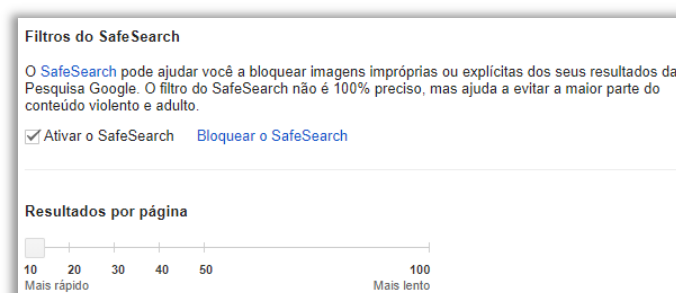 Filtros do SafeSearch
O SafeSearch pode ajudar você a bloquear imagens impróprias ou explícitas dos seus resultados da
Pesquisa Google. O filtro do SafeSearch não é 100% preciso, mas ajuda a evitar a maior parte do
conteúdo violento e adulto.
Ativar o SafeSearch Bloquear o SafeSearch
Resultados por página
10 20 30 40 50 100
Mais rápido Mais lento